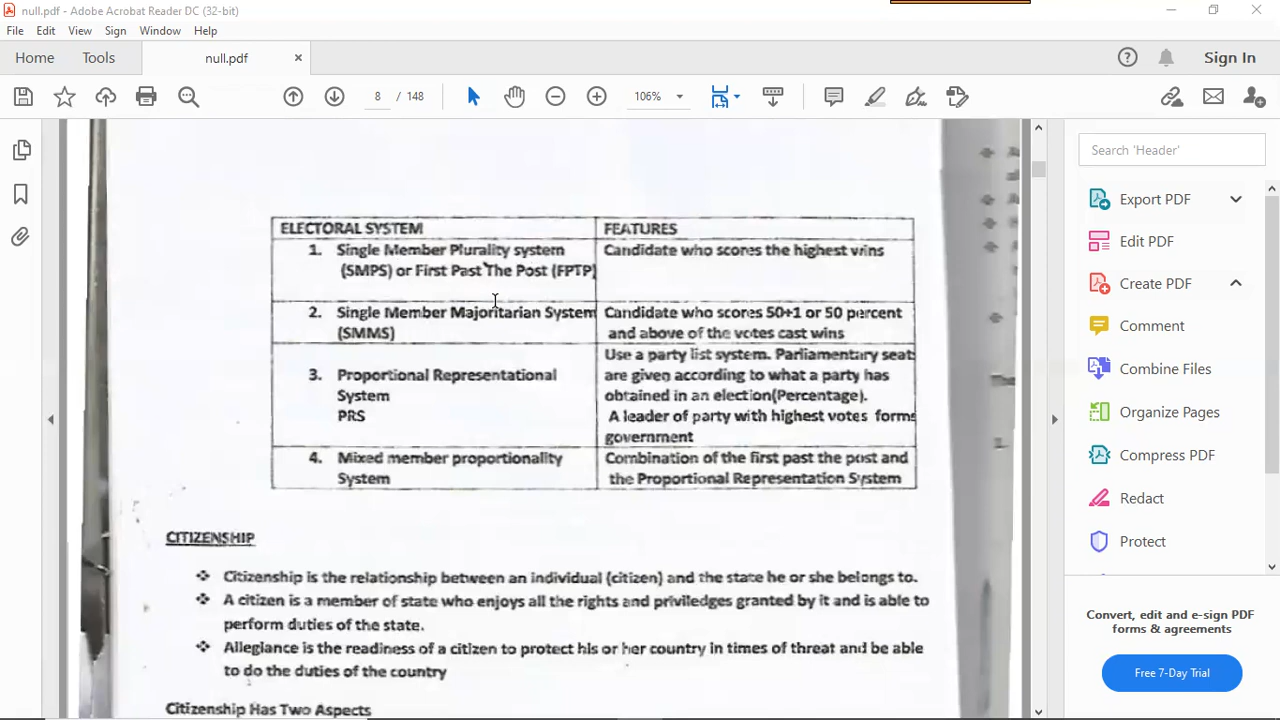 null.pdf - Adobe Acrobat Reader DC (32-bit)
File Edit View Sign Window Help
Home Tools null.pdf × Sign In
8 / 148 106%
Search 'Header'
Export PDF
Edit PDF
Create PDF
Comment
Combine Files
Organize Pages
Compress PDF
Redact
Protect
Convert, edit and e-sign PDF
forms & agreements
Free 7-Day Trial
ELECTORAL SYSTEM FEATURES
1. Single Member Plurality system Candidate who scores the highest wins
(SMPS) or First Past The Post (FPTP)
2. Single Member Majoritarian System Candidate who scores 50+1 or 50 percent
(SMMS) and above of the votes cast wins
Use a party list system. Parliamentary seat
3. Proportional Representational are given according to what a party has
System obtained in an election(Percentage).
PRS A leader of party with highest votes forms
government
4. Mixed member proportionality Combination of the first past the post and
System the Proportional Representation System
CITIZENSHIP
❖ Citizenship is the relationship between an individual (citizen) and the state he or she belongs to.
❖ A citizen is a member of state who enjoys all the rights and priviledges granted by it and is able to
perform duties of the state.
❖ Allegiance is the readiness of a citizen to protect his or her country in times of threat and be able
to do the duties of the country
Citizenship Has Two Aspects